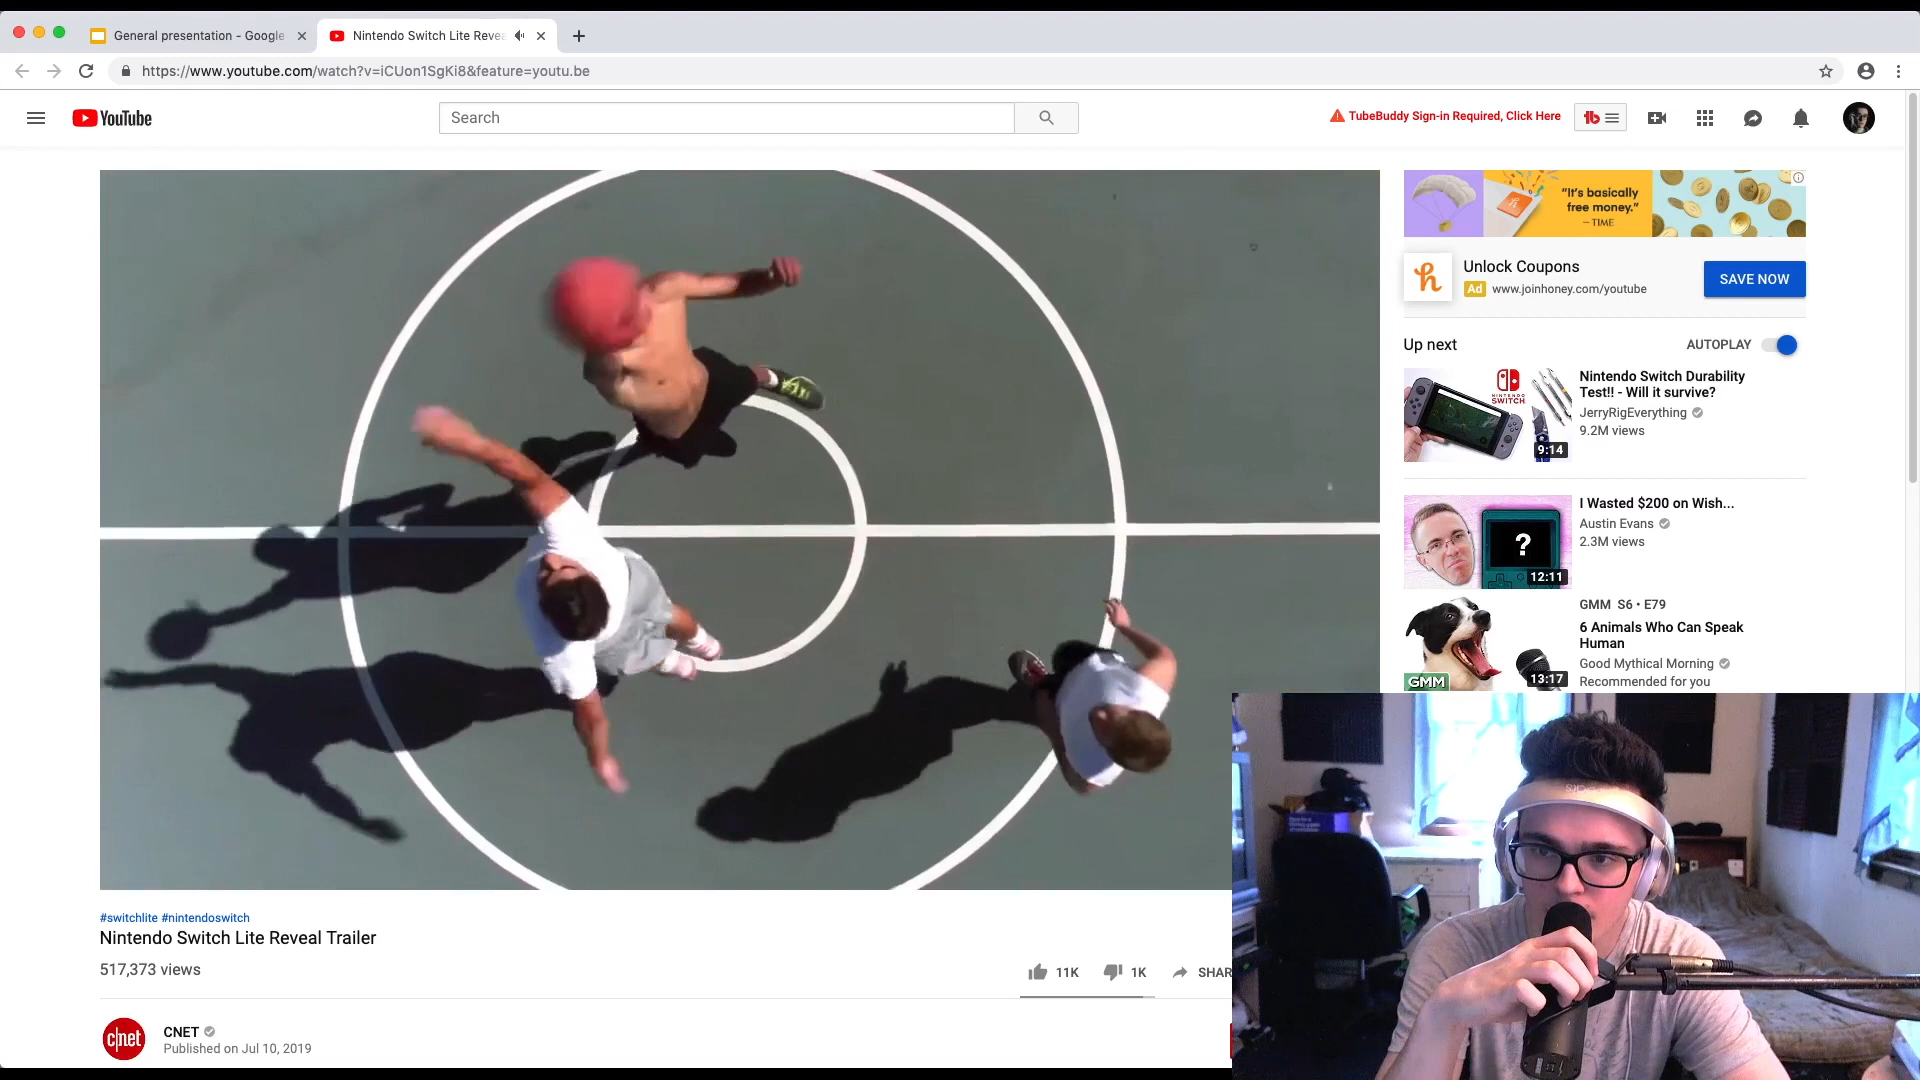 General presentation - Google
Nintendo Switch Lite Revea
https://www.youtube.com/watch?v=iCUon1SgKi8&feature=youtu.be
YouTube
Search
TubeBuddy Sign-in Required, Click Here
tb
"It's basically
free money."
– TIME
h
Unlock Coupons
Ad www.joinhoney.com/youtube
SAVE NOW
Up next
AUTOPLAY
NINTENDO
SWITCH
9:14
Nintendo Switch Durability
Test!! - Will it survive?
JerryRigEverything
9.2M views
?
12:11
I Wasted $200 on Wish...
Austin Evans
2.3M views
GMM
13:17
GMM S6 • E79
6 Animals Who Can Speak
Human
Good Mythical Morning
Recommended for you
#switchlite #nintendoswitch
Nintendo Switch Lite Reveal Trailer
517,373 views
11K
1K
SHAR
c|net
CNET
Published on Jul 10, 2019